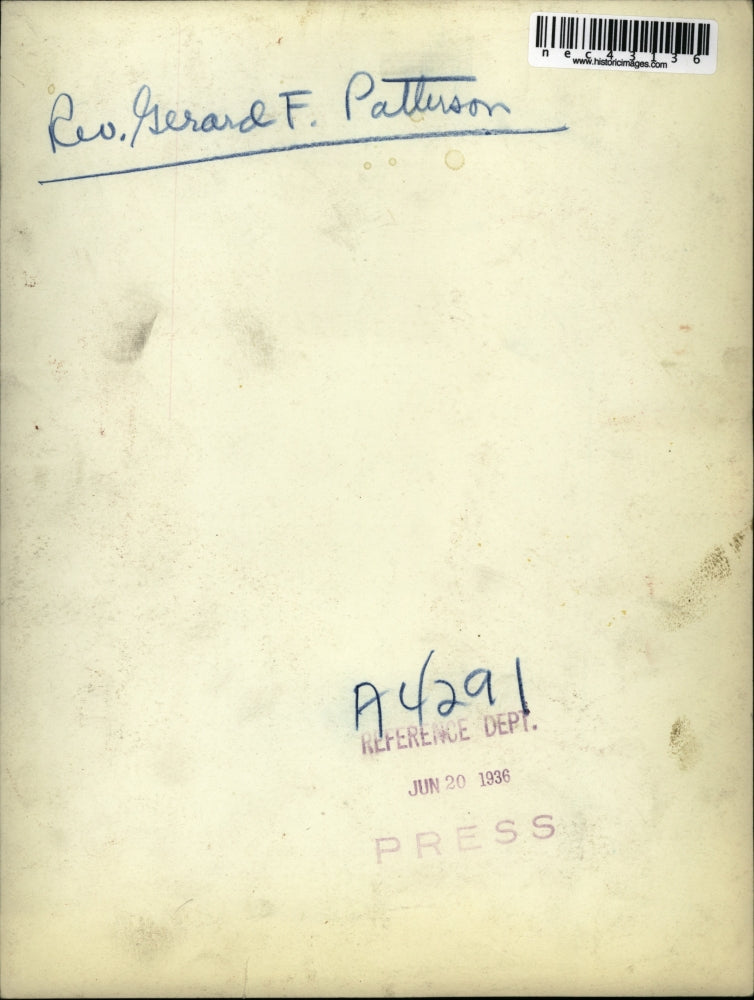 nec43136
www.historicimages.com
Rev. Gerard F. Patterson
A4291
REFERENCE DEPT.
JUN 20 1936
PRESS